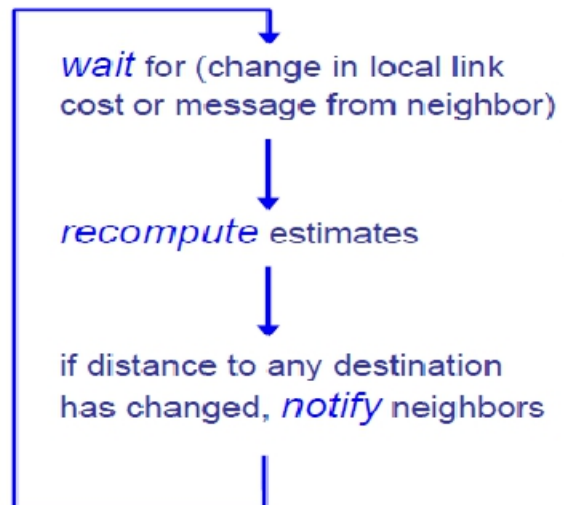 wait for (change in local link
cost or message from neighbor)
recompute estimates
if distance to any destination
has changed, notify neighbors